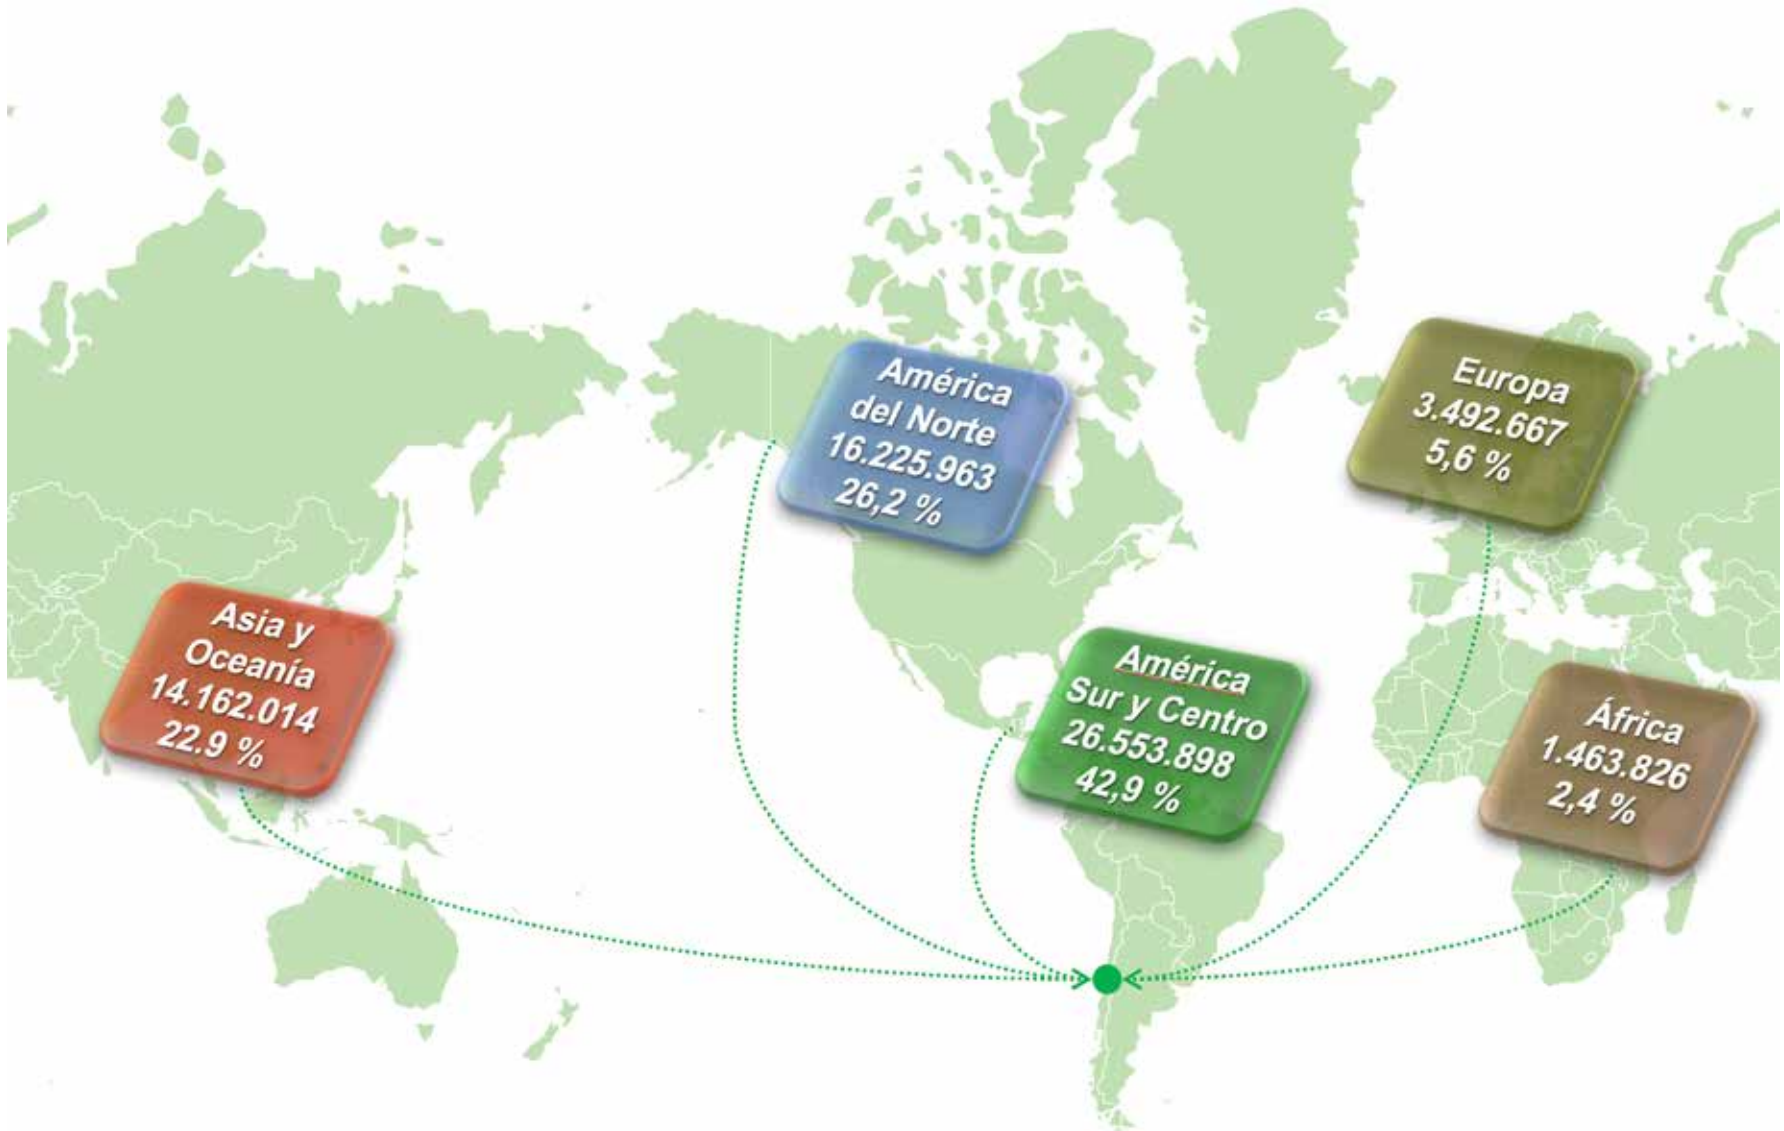 América
del Norte
16.225.963
26,2 %
Europa
3.492.667
5,6 %
Asia y
Oceanía
14.162.014
22.9 %
América
Sur y Centro
26.553.898
42,9 %
África
1.463.826
2,4 %